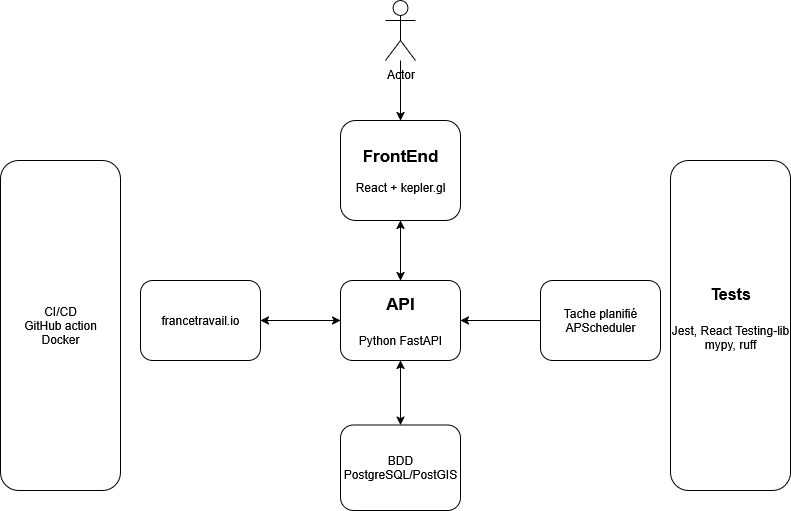 Actor
FrontEnd
React + kepler.gl
CI/CD
GitHub action
Docker
francetravail.io
API
Python FastAPI
Tache planifié
APScheduler
Tests
Jest, React Testing-lib
mypy, ruff
BDD
PostgreSQL/PostGIS